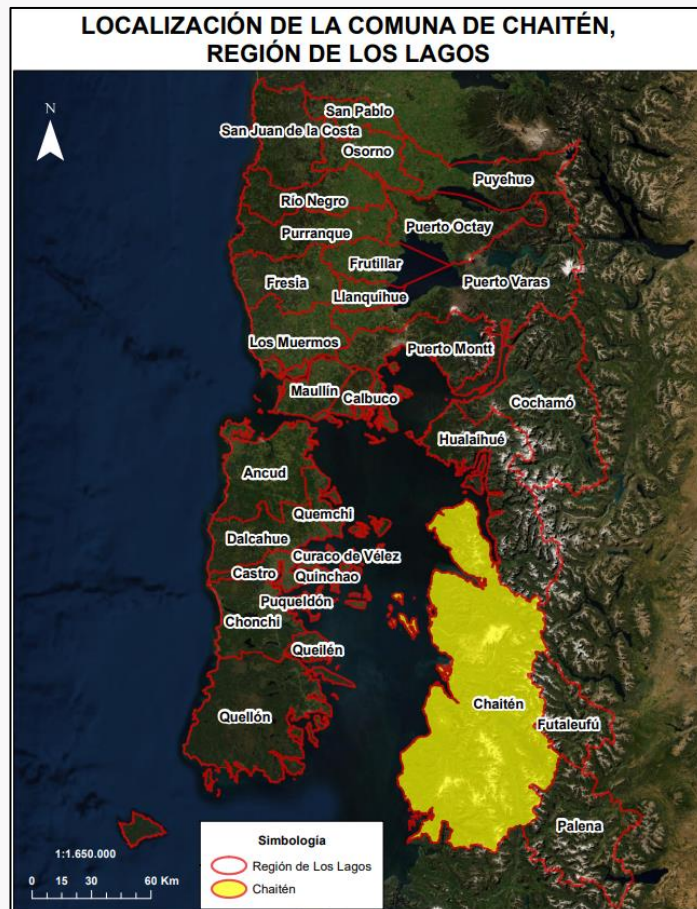 LOCALIZACIÓN DE LA COMUNA DE CHAITÉN,
REGIÓN DE LOS LAGOS
N
San Pablo
San Juan de la Costa
Osorno
Puyehue
Río Negro
Puerto Octay
Purranque
Frutillar
Fresia
Puerto Varas
Llanquihue
Los Muermos
Puerto Montt
Maullín
Calbuco
Cochamó
Hualaihué
Ancud
Quemchi
Dalcahue
Curaco de Vélez
Castro
Quinchao
Puqueldón
Chonchi
Queilén
Chaitén
Quellón
Futaleufú
Palena
Simbología
Región de Los Lagos
Chaitén
1:1.650.000
0 15 30 60 Km